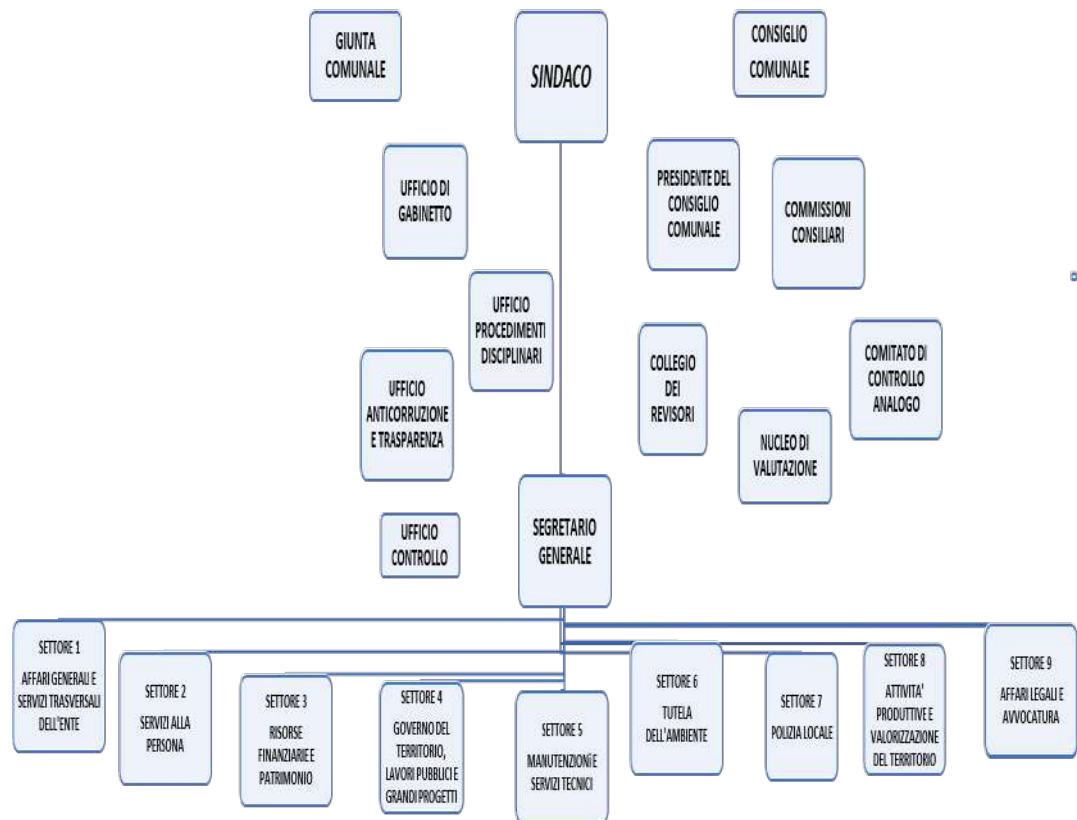 GIUNTA
COMUNALE
SINDACO
CONSIGLIO
COMUNALE
UFFICIO DI
GABINETTO
PRESIDENTE DEL
CONSIGLIO
COMUNALE
COMMISSIONI
CONSILIARI
UFFICIO
PROCEDIMENTI
DISCIPLINARI
UFFICIO
ANTICORRUZIONE
E TRASPARENZA
COLLEGIO
DEI
REVISORI
COMITATO DI
CONTROLLO
ANALOGO
NUCLEO DI
VALUTAZIONE
UFFICIO
CONTROLLO
SEGRETARIO
GENERALE
SETTORE 1
AFFARI GENERALI E
SERVIZI TRASVERSALI
DELL'ENTE
SETTORE 2
SERVIZI ALLA
PERSONA
SETTORE 3
RISORSE
FINANZIARIE E
PATRIMONIO
SETTORE 4
GOVERNO DEL
TERRITORIO,
LAVORI PUBBLICI E
GRANDI PROGETTI
SETTORE 5
MANUTENZIONI E
SERVIZI TECNICI
SETTORE 6
TUTELA
DELL'AMBIENTE
SETTORE 7
POLIZIA LOCALE
SETTORE 8
ATTIVITA'
PRODUTTIVE E
VALORIZZAZIONE
DEL TERRITORIO
SETTORE 9
AFFARI LEGALI E
AVVOCATURA